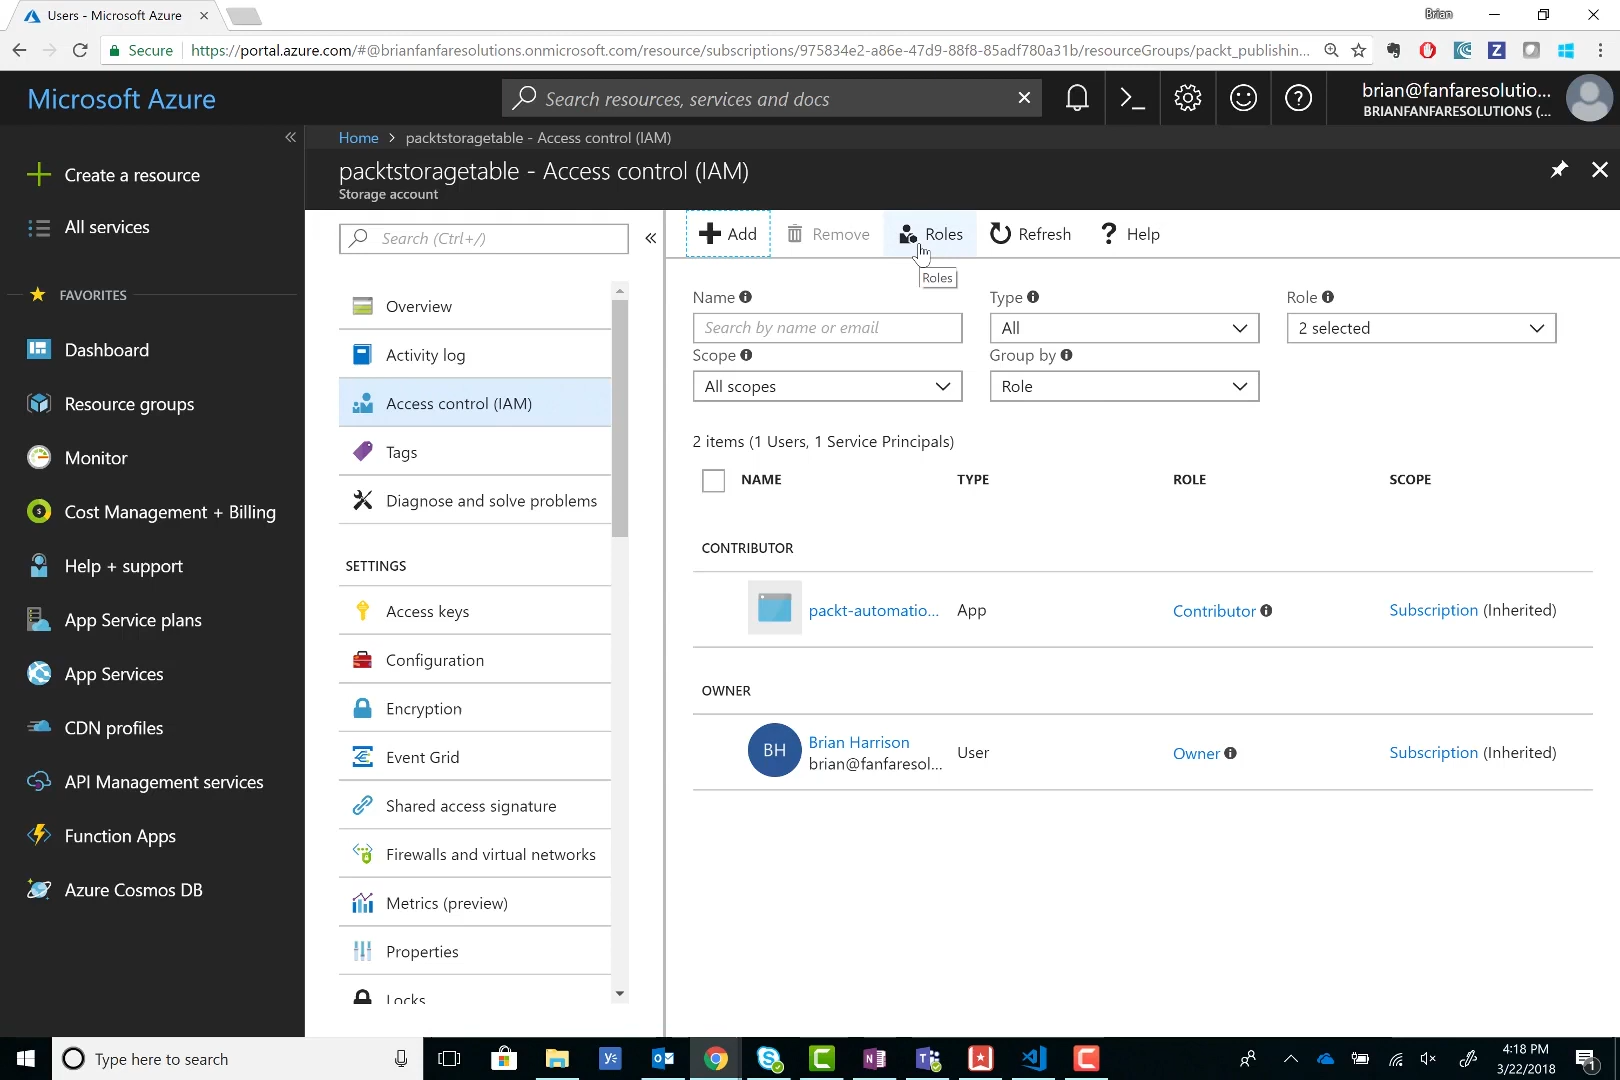 Users - Microsoft Azure
Brian
Secure
https://portal.azure.com/#@brianfanfaresolutions.onmicrosoft.com/resource/subscriptions/975834e2-a86e-47d9-88f8-85adf780a31b/resourceGroups/packt_publishin...
Microsoft Azure
Search resources, services and docs
brian@fanfaresolutio...
BRIANFANFARESOLUTIONS (...
Home > packtstoragetable - Access control (IAM)
packtstoragetable - Access control (IAM)
Storage account
Create a resource
All services
FAVORITES
Dashboard
Resource groups
Monitor
Cost Management + Billing
Help + support
App Service plans
App Services
CDN profiles
API Management services
Function Apps
Azure Cosmos DB
Search (Ctrl+/)
Overview
Activity log
Access control (IAM)
Tags
Diagnose and solve problems
SETTINGS
Access keys
Configuration
Encryption
Event Grid
Shared access signature
Firewalls and virtual networks
Metrics (preview)
Properties
Locks
Add
Remove
Roles
Refresh
Help
Roles
Name
Type
Role
Search by name or email
All
2 selected
Scope
Group by
All scopes
Role
2 items (1 Users, 1 Service Principals)
NAME TYPE ROLE SCOPE
CONTRIBUTOR
packt-automatio... App Contributor Subscription (Inherited)
OWNER
BH
Brian Harrison
brian@fanfaresol...
User Owner Subscription (Inherited)
Type here to search
4:18 PM
3/22/2018
1